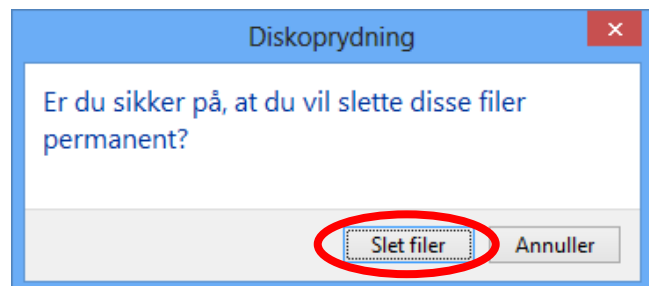 Diskoprydning
Er du sikker på, at du vil slette disse filer
permanent?
Slet filer
Annuller